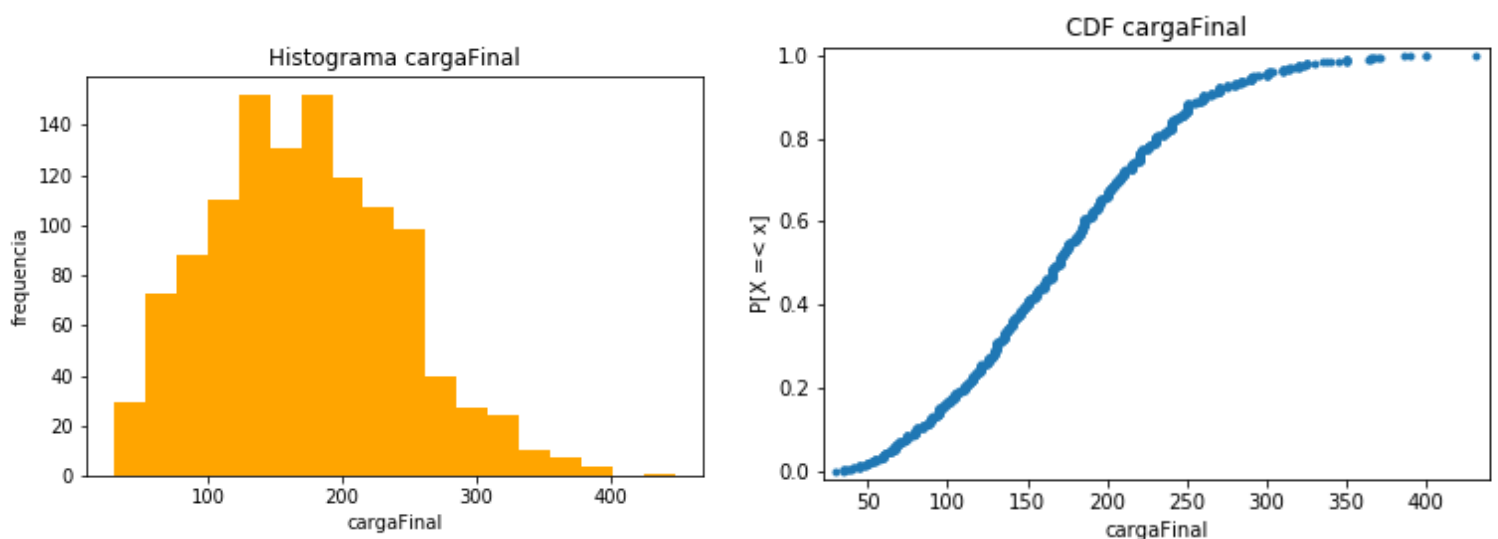 Histograma cargaFinal
frequencia
140
120
100
80
60
40
20
0
100 200 300 400
cargaFinal
CDF cargaFinal
P[X =< x]
1.0
0.8
0.6
0.4
0.2
0.0
50 100 150 200 250 300 350 400
cargaFinal